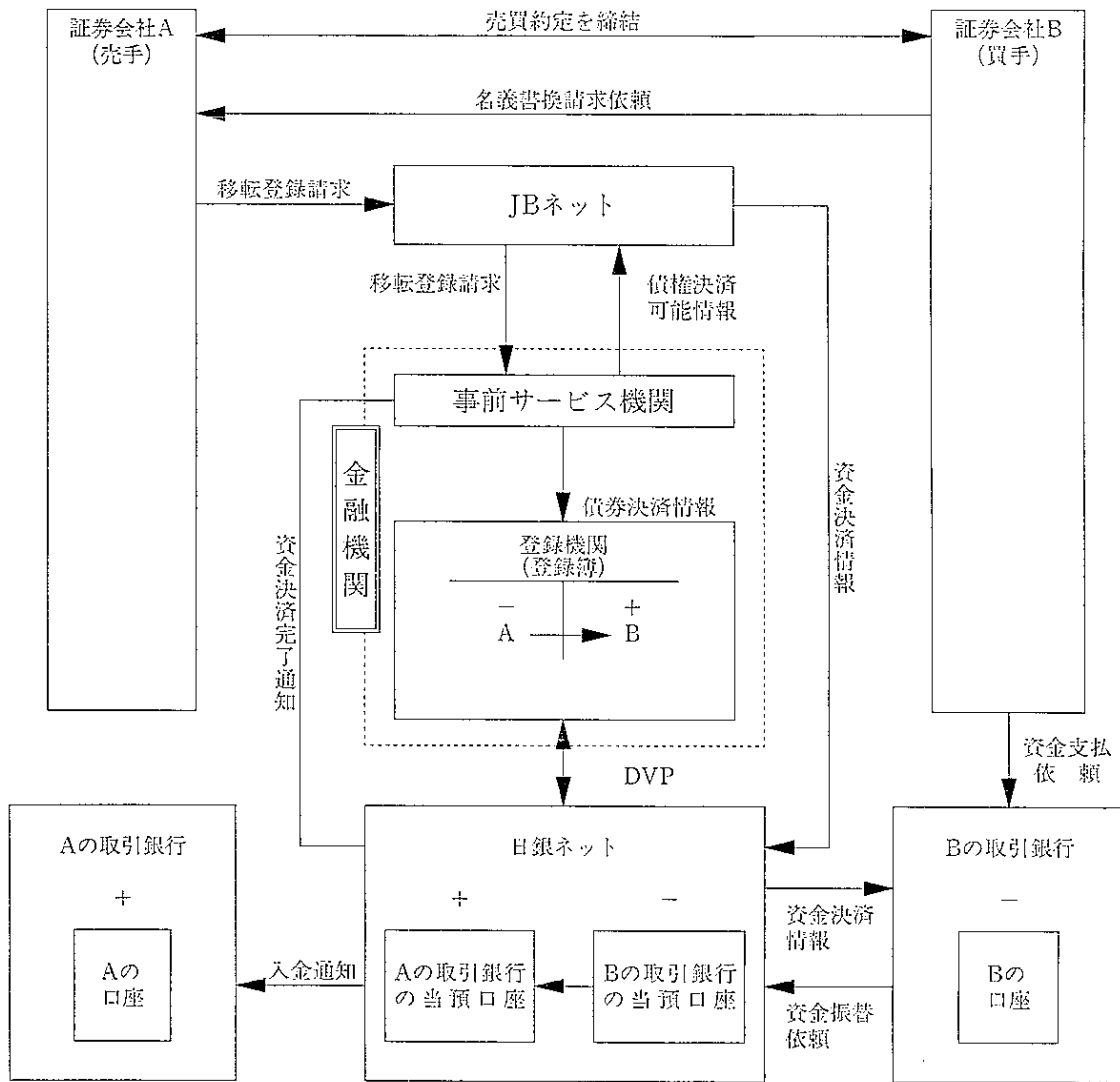 証券会社A
(売手)
売買約定を締結
証券会社B
(買手)
名義書換請求依頼
移転登録請求
JBネット
移転登録請求
債権決済
可能情報
事前サービス機関
金融機関
債券決済情報
資金決済情報
登録機関
(登録簿)
－
＋
A
B
資金決済完了通知
DVP
資金支払
依　頼
Aの取引銀行
日銀ネット
Bの取引銀行
＋
＋
－
－
資金決済
情報
Aの
口座
入金通知
Aの取引銀行
の当預口座
Bの取引銀行
の当預口座
資金振替
依頼
Bの
口座